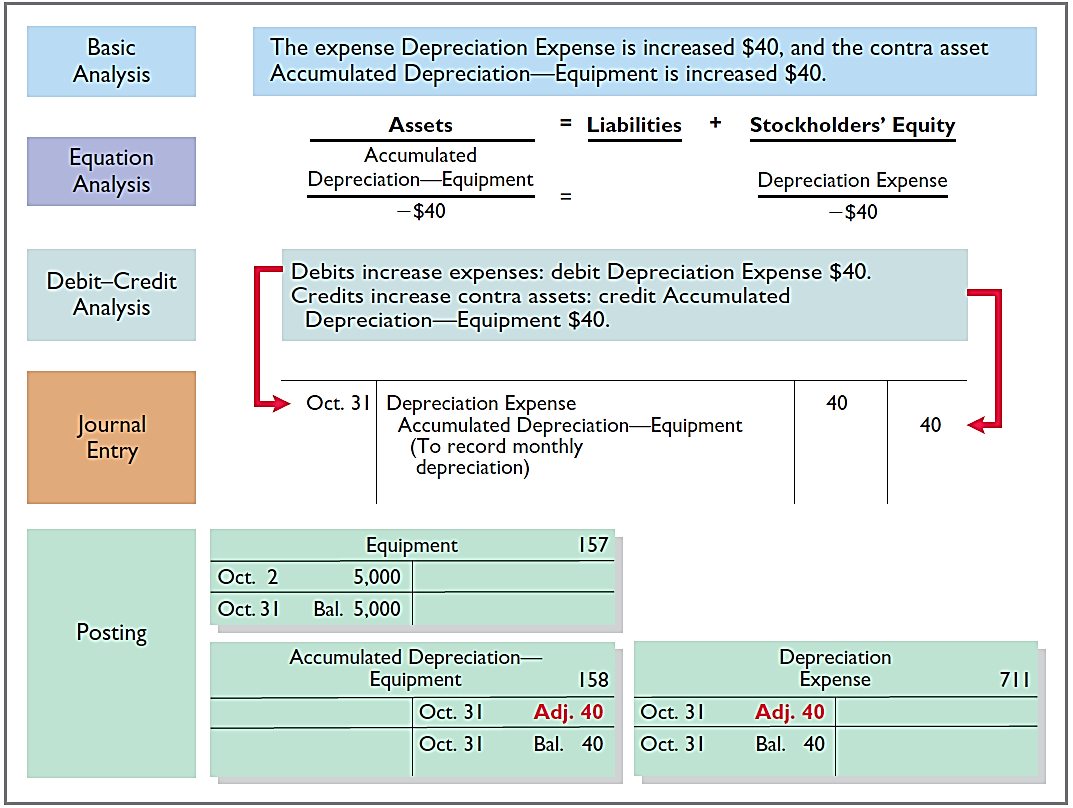 Basic
Analysis
The expense Depreciation Expense is increased $40, and the contra asset
Accumulated Depreciation—Equipment is increased $40.
Equation
Analysis
Assets = Liabilities + Stockholders’ Equity
Accumulated
Depreciation—Equipment = Depreciation Expense
−$40 −$40
Debit–Credit
Analysis
Debits increase expenses: debit Depreciation Expense $40.
Credits increase contra assets: credit Accumulated
Depreciation—Equipment $40.
Journal
Entry
Oct. 31 Depreciation Expense 40
Accumulated Depreciation—Equipment 40
(To record monthly
depreciation)
Posting
Equipment 157
Oct. 2 5,000
Oct. 31 Bal. 5,000
Accumulated Depreciation—
Equipment 158
Oct. 31 Adj. 40
Oct. 31 Bal. 40
Depreciation
Expense 711
Oct. 31 Adj. 40
Oct. 31 Bal. 40